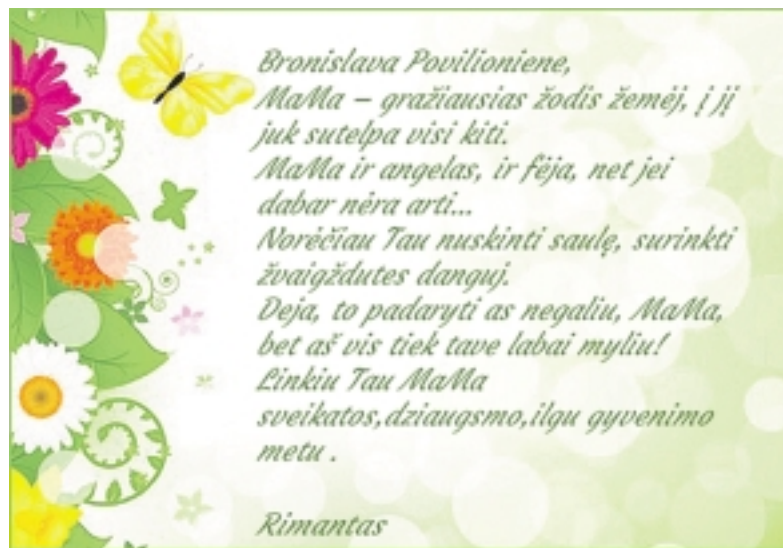 Bronislava Povilioniene,
MaMa – gražiausias žodis žemėj, į jį
juk sutelpa visi kiti.
MaMa ir angelas, ir fėja, net jei
dabar nėra arti...
Norėčiau Tau nuskinti saulę, surinkti
žvaigždutes danguj.
Deja, to padaryti as negaliu, MaMa,
bet aš vis tiek tave labai myliu!
Linkiu Tau MaMa
sveikatos,dziaugsmo,ilgu gyvenimo
metu .
Rimantas